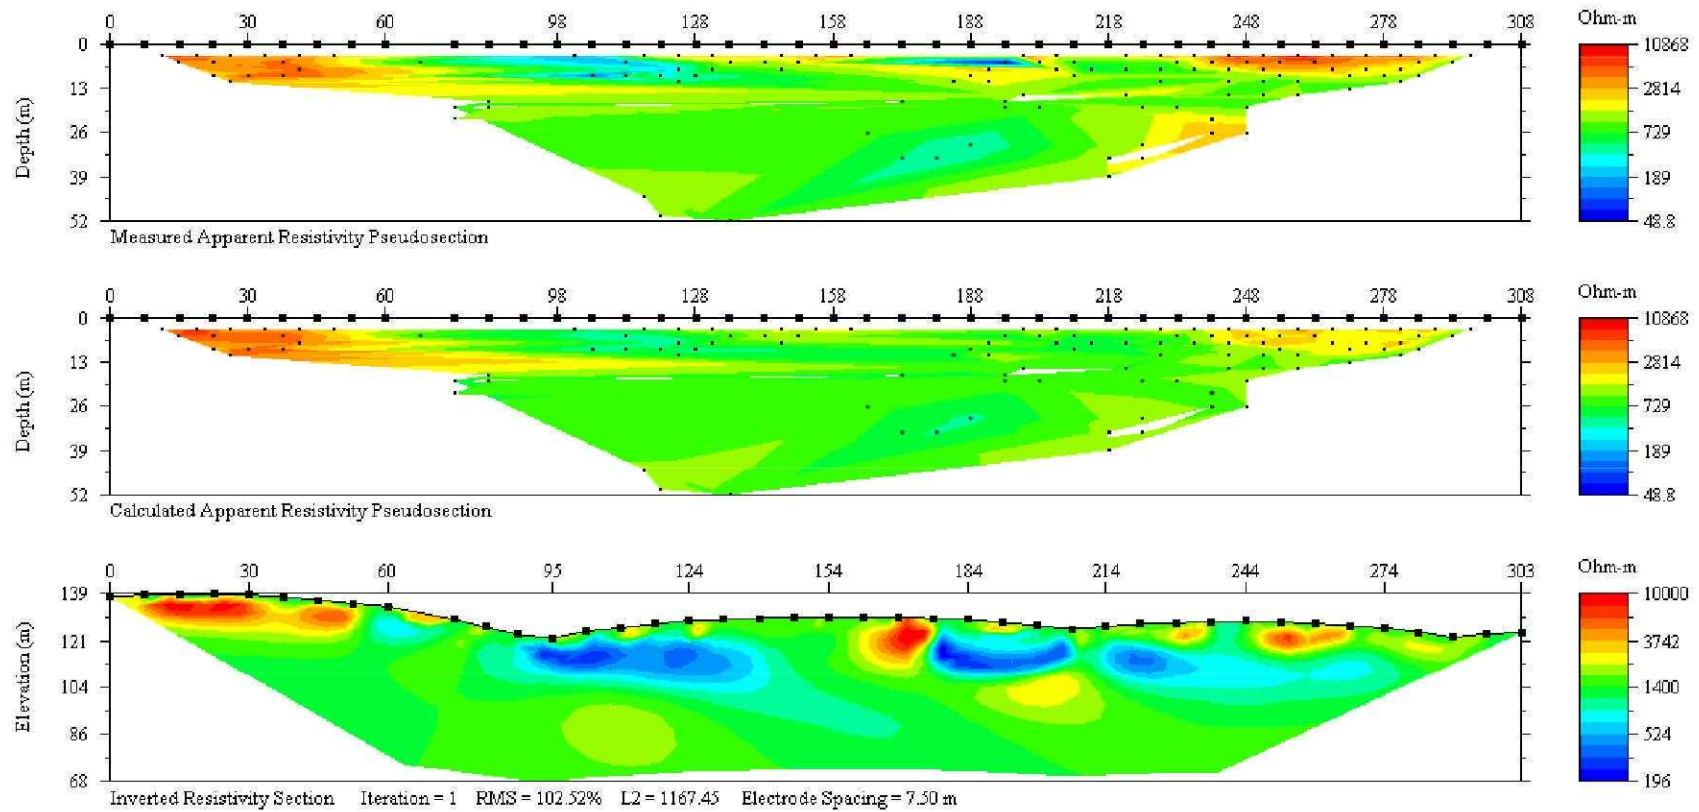 0 30 60 98 128 158 188 218 248 278 308 Ohm-m
0 10868
13 2814
26 729
39 189
52 48.8
Depth (m)
Measured Apparent Resistivity Pseudosection
0 30 60 98 128 158 188 218 248 278 308 Ohm-m
0 10868
13 2814
26 729
39 189
52 48.8
Depth (m)
Calculated Apparent Resistivity Pseudosection
0 30 60 95 124 154 184 214 244 274 303 Ohm-m
139 10000
121 3742
104 1400
86 524
68 196
Elevation (m)
Inverted Resistivity Section Iteration = 1 RMS = 102.52% L2 = 1167.45 Electrode Spacing = 7.50 m